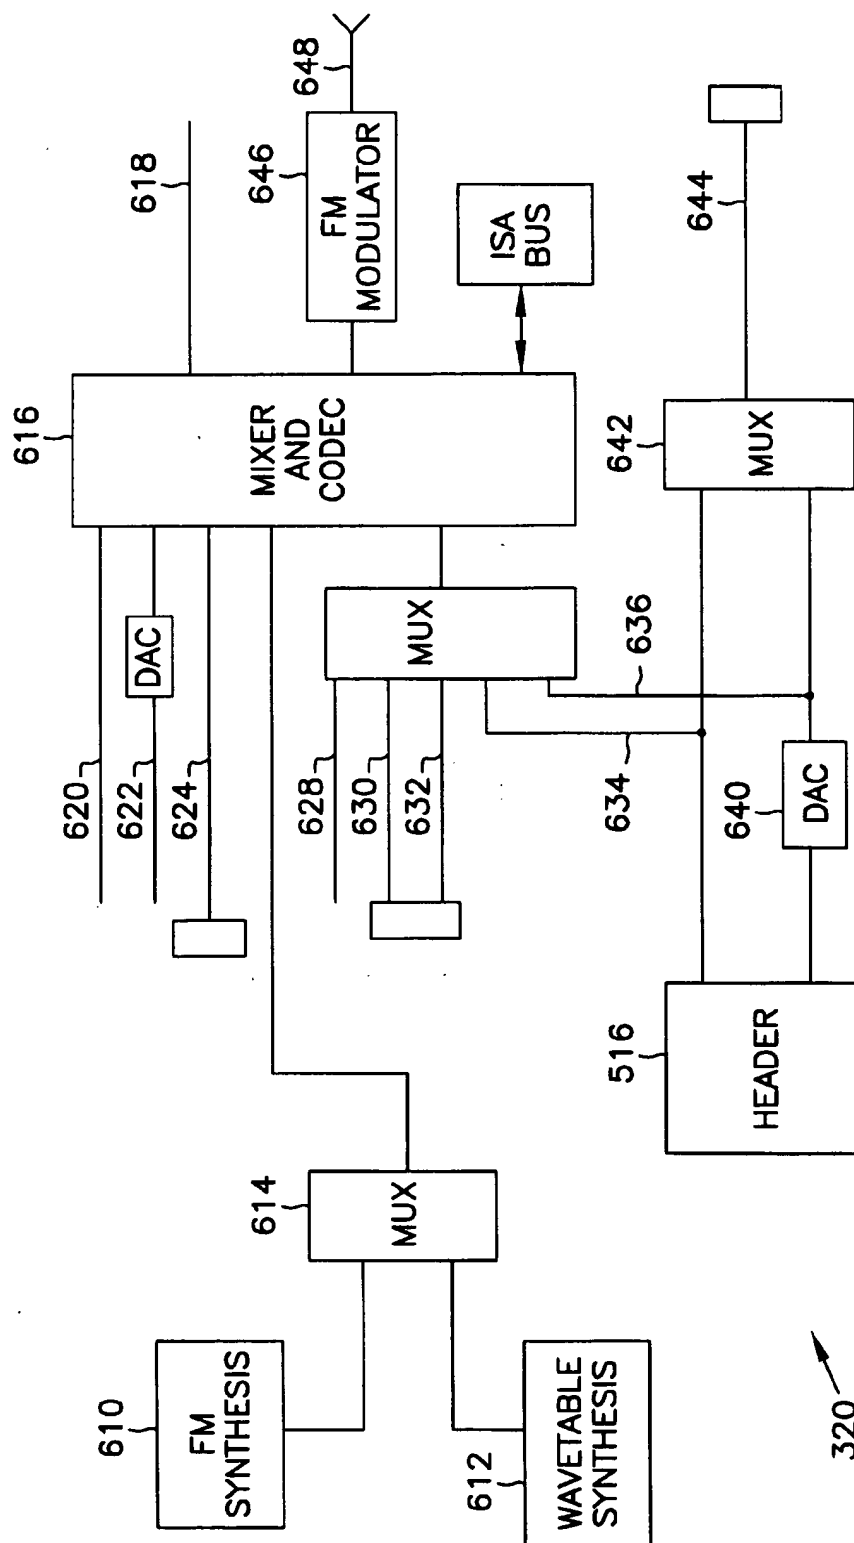 610
FM
SYNTHESIS
612
WAVETABLE
SYNTHESIS
614
MUX
616
MIXER
AND
CODEC
618
620
622
DAC
624
628
630
632
MUX
634
636
646
FM
MODULATOR
648
ISA
BUS
516
HEADER
640
DAC
642
MUX
644
320